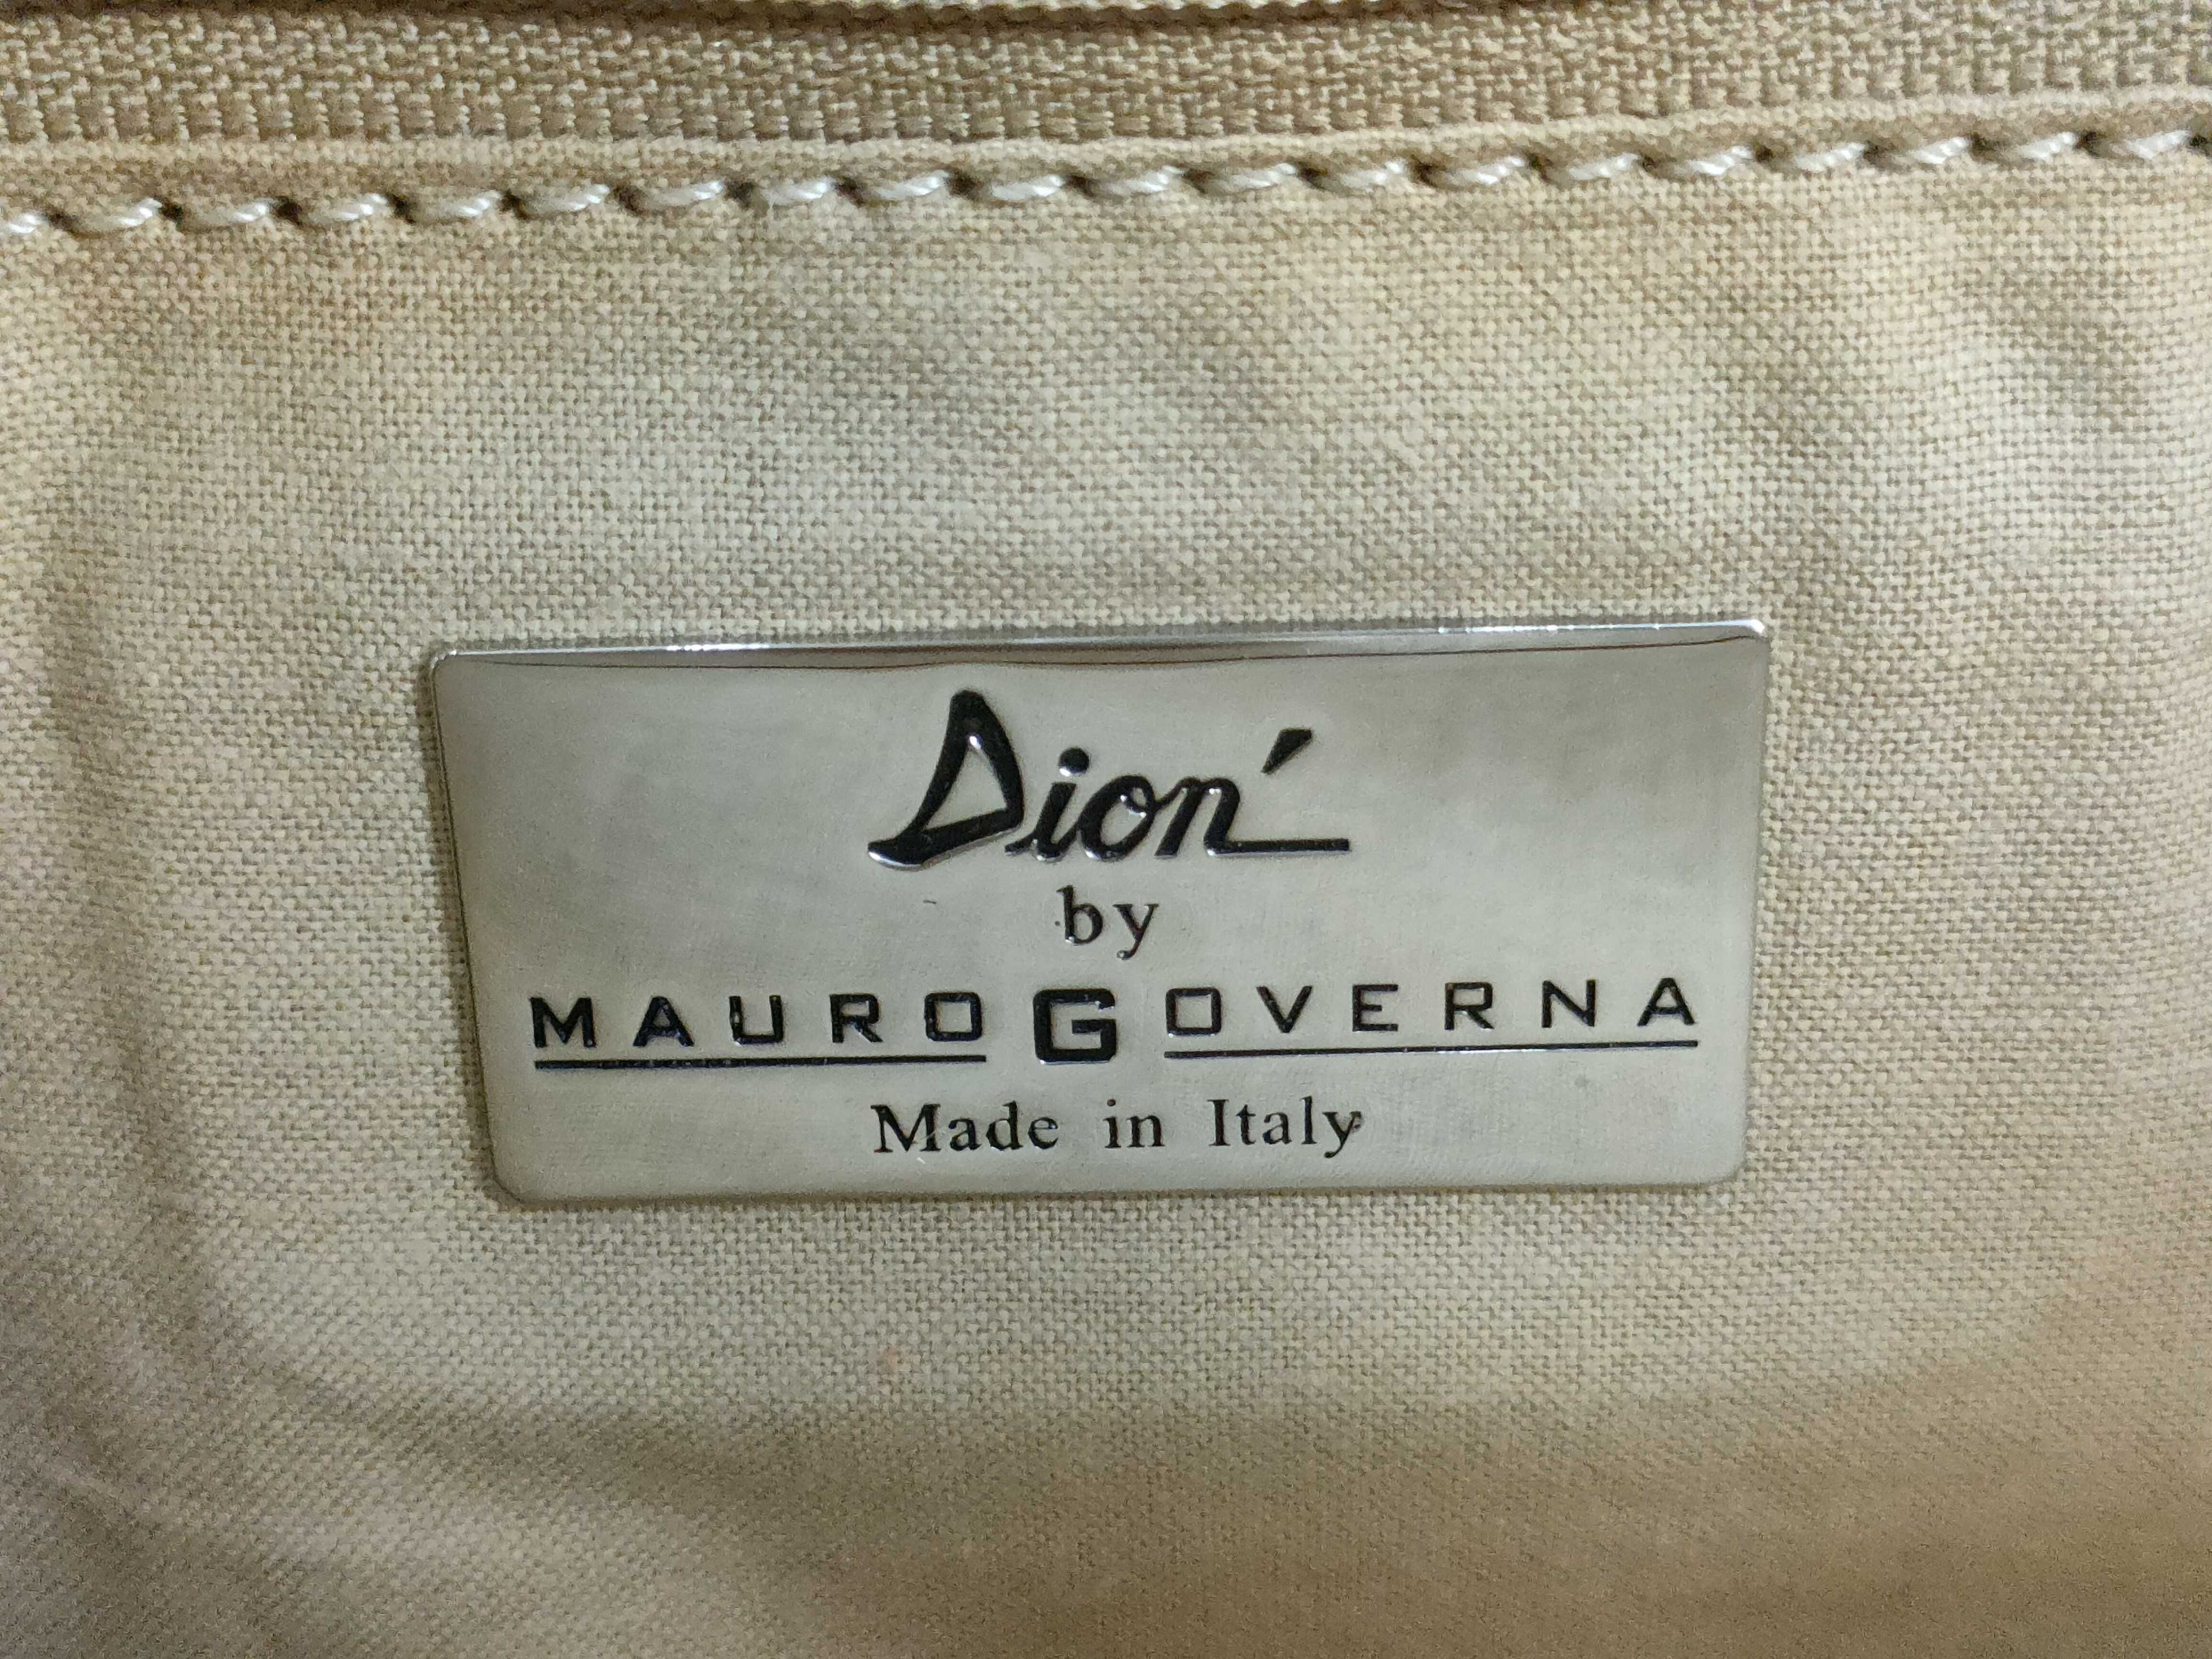 Dion'
by
MAUROGOVERNA
Made in Italy